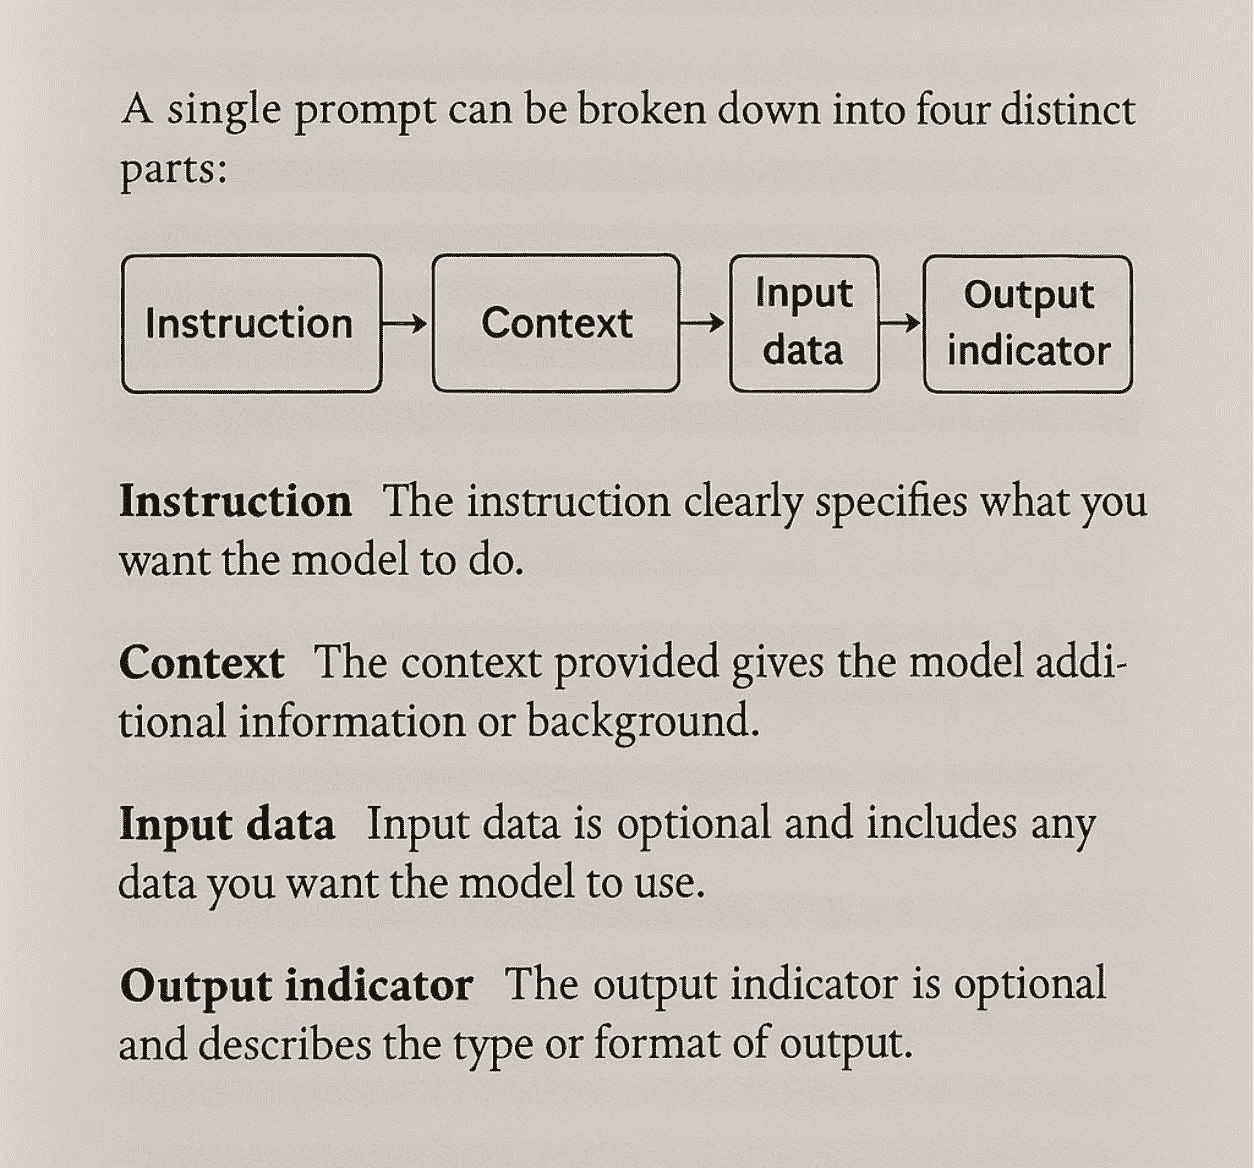 A single prompt can be broken down into four distinct
parts:
Instruction
Context
Input
data
Output
indicator
Instruction The instruction clearly specifies what you
want the model to do.
Context The context provided gives the model addi-
tional information or background.
Input data Input data is optional and includes any
data you want the model to use.
Output indicator The output indicator is optional
and describes the type or format of output.